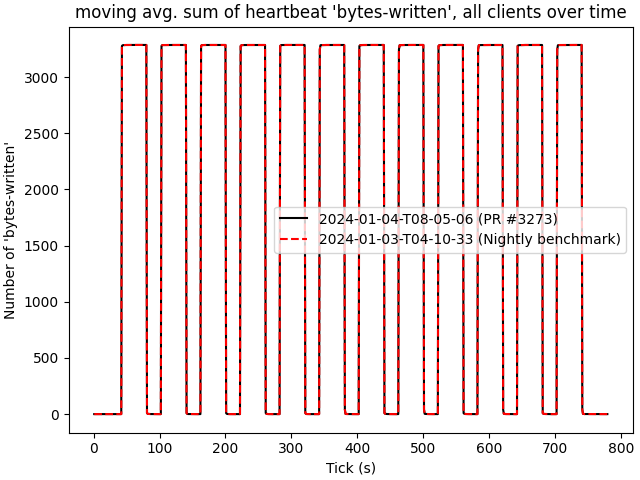 moving avg. sum of heartbeat 'bytes-written', all clients over time
Number of 'bytes-written'
3000
2500
2000
1500
1000
500
0
2024-01-04-T08-05-06 (PR #3273)
2024-01-03-T04-10-33 (Nightly benchmark)
0 100 200 300 400 500 600 700 800
Tick (s)